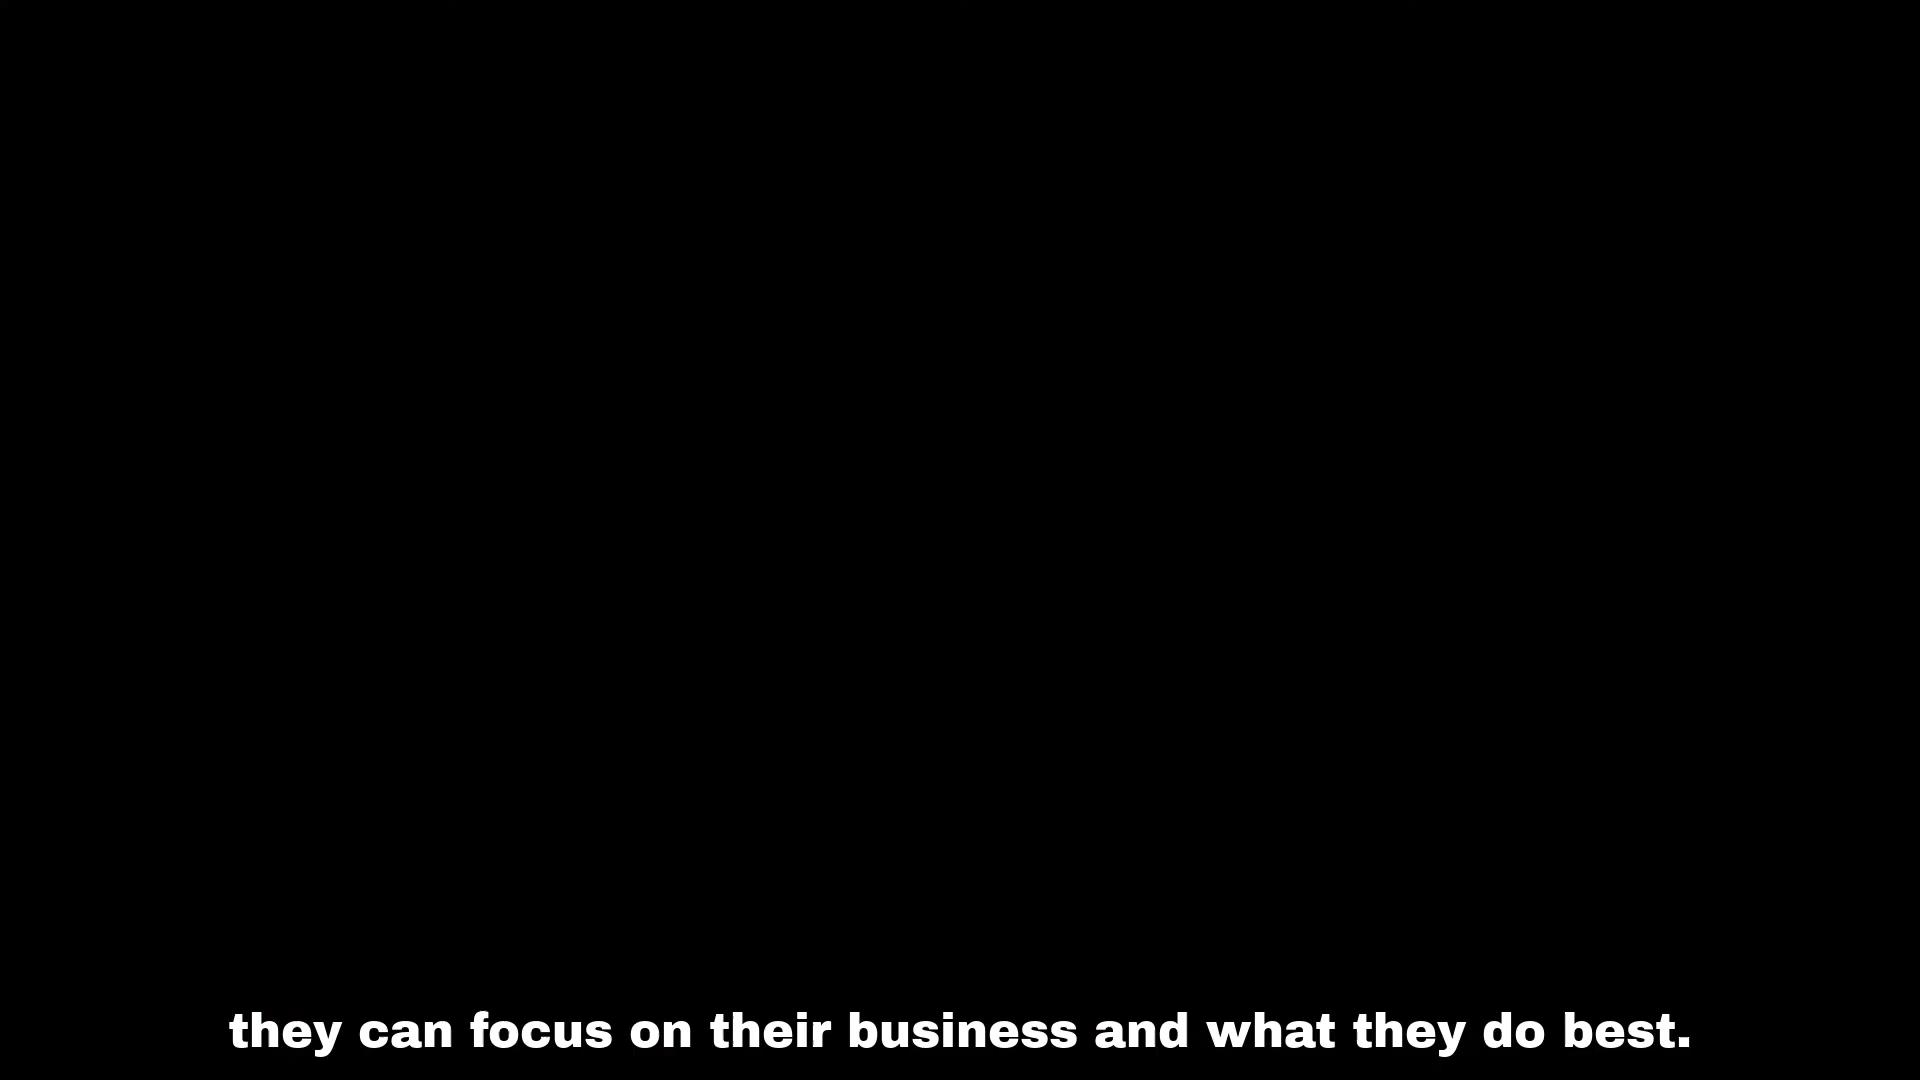 they can focus on their business and what they do best.